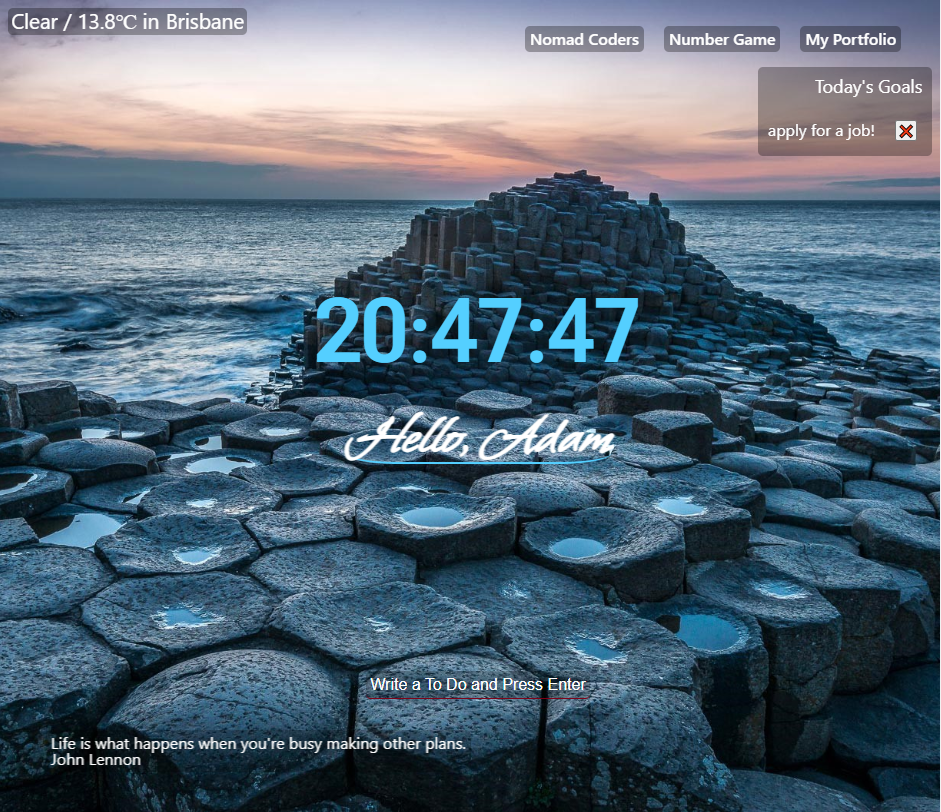 Clear / 13.8℃ in Brisbane
Nomad Coders Number Game My Portfolio
Today's Goals
apply for a job!
20:47:47
Hello, Adam
Write a To Do and Press Enter
Life is what happens when you're busy making other plans.
John Lennon